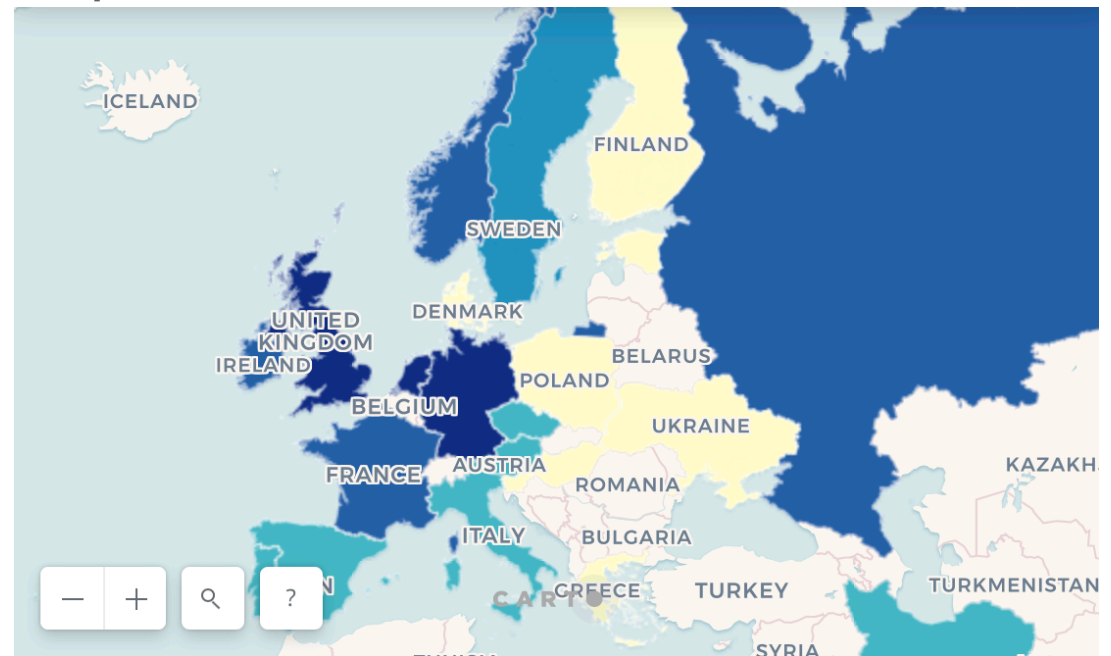 ICELAND
FINLAND
SWEDEN
DENMARK
UNITED
KINGDOM
IRELAND
BELARUS
POLAND
BELGIUM
UKRAINE
AUSTRIA
FRANCE
KAZAKH
ROMANIA
ITALY
BULGARIA
N
?
GREECE
CART
TURKEY
TURKMENISTAN
SYRIA